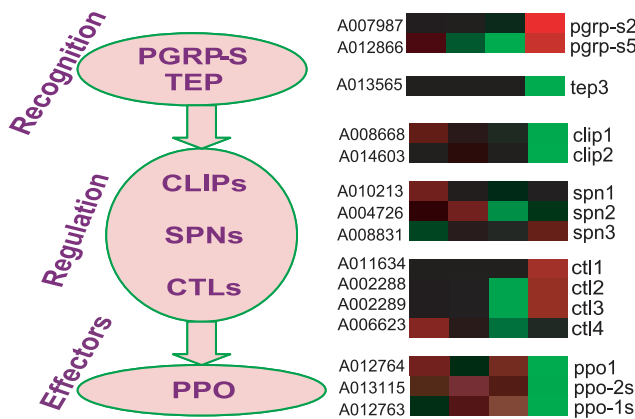 Recognition
PGRP-S
TEP
Regulation
CLIPs
SPNs
CTLs
Effectors
PPO
A007987 pgrp-s2
A012866 pgrp-s5
A013565 tep3
A008668 clip1
A014603 clip2
A010213 spn1
A004726 spn2
A008831 spn3
A011634 ctl1
A002288 ctl2
A002289 ctl3
A006623 ctl4
A012764 ppo1
A013115 ppo-2s
A012763 ppo-1s